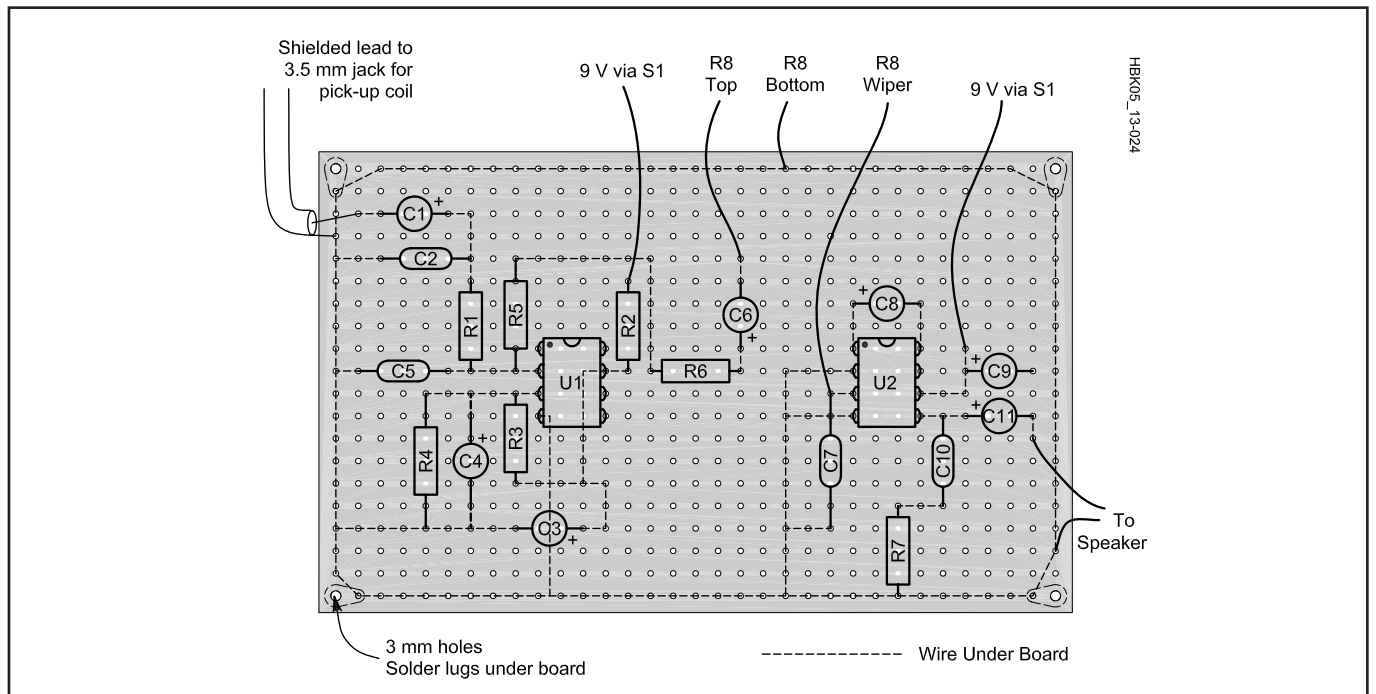 Shielded lead to
3.5 mm jack for
pick-up coil
9 V via S1
R8
Top
R8
Bottom
R8
Wiper
9 V via S1
HBK05_13-024
C1
+
C2
R1
R5
R2
C6
+
+
C8
C5
U1
R6
U2
+
C9
+
C11
R4
C4
+
R3
C7
C10
C3
+
R7
To
Speaker
3 mm holes
Solder lugs under board
Wire Under Board